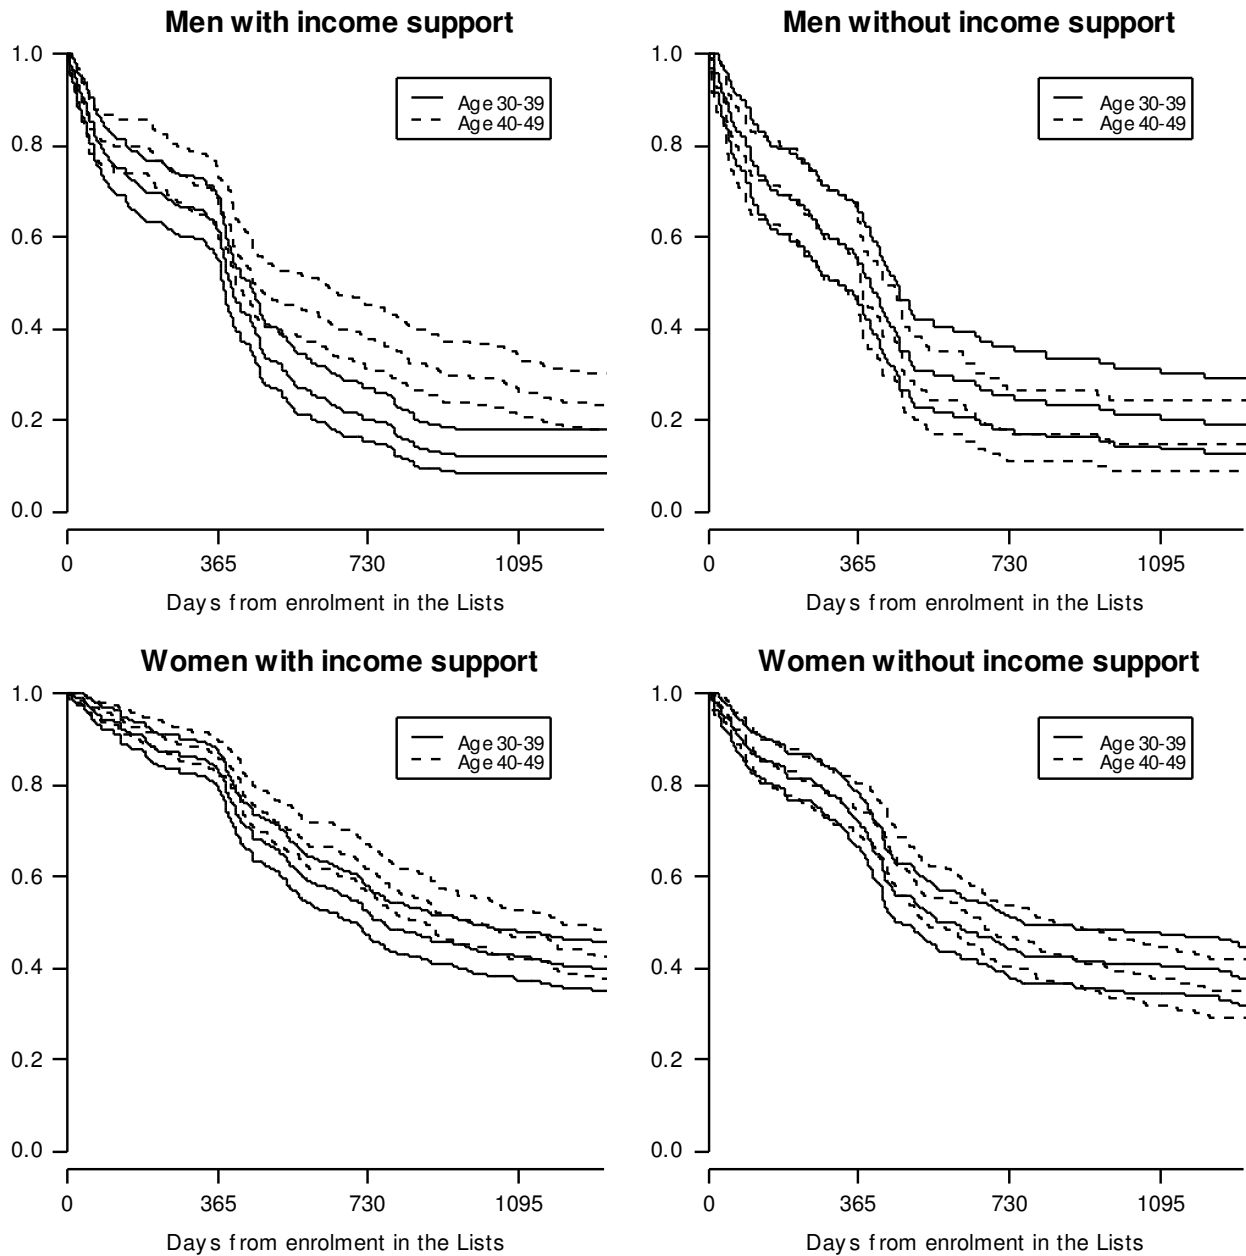 Men with income support
1.0
0.8
0.6
0.4
0.2
0.0
Age 30-39
Age 40-49
0 365 730 1095
Days from enrolment in the Lists
Men without income support
1.0
0.8
0.6
0.4
0.2
0.0
Age 30-39
Age 40-49
0 365 730 1095
Days from enrolment in the Lists
Women with income support
1.0
0.8
0.6
0.4
0.2
0.0
Age 30-39
Age 40-49
0 365 730 1095
Days from enrolment in the Lists
Women without income support
1.0
0.8
0.6
0.4
0.2
0.0
Age 30-39
Age 40-49
0 365 730 1095
Days from enrolment in the Lists